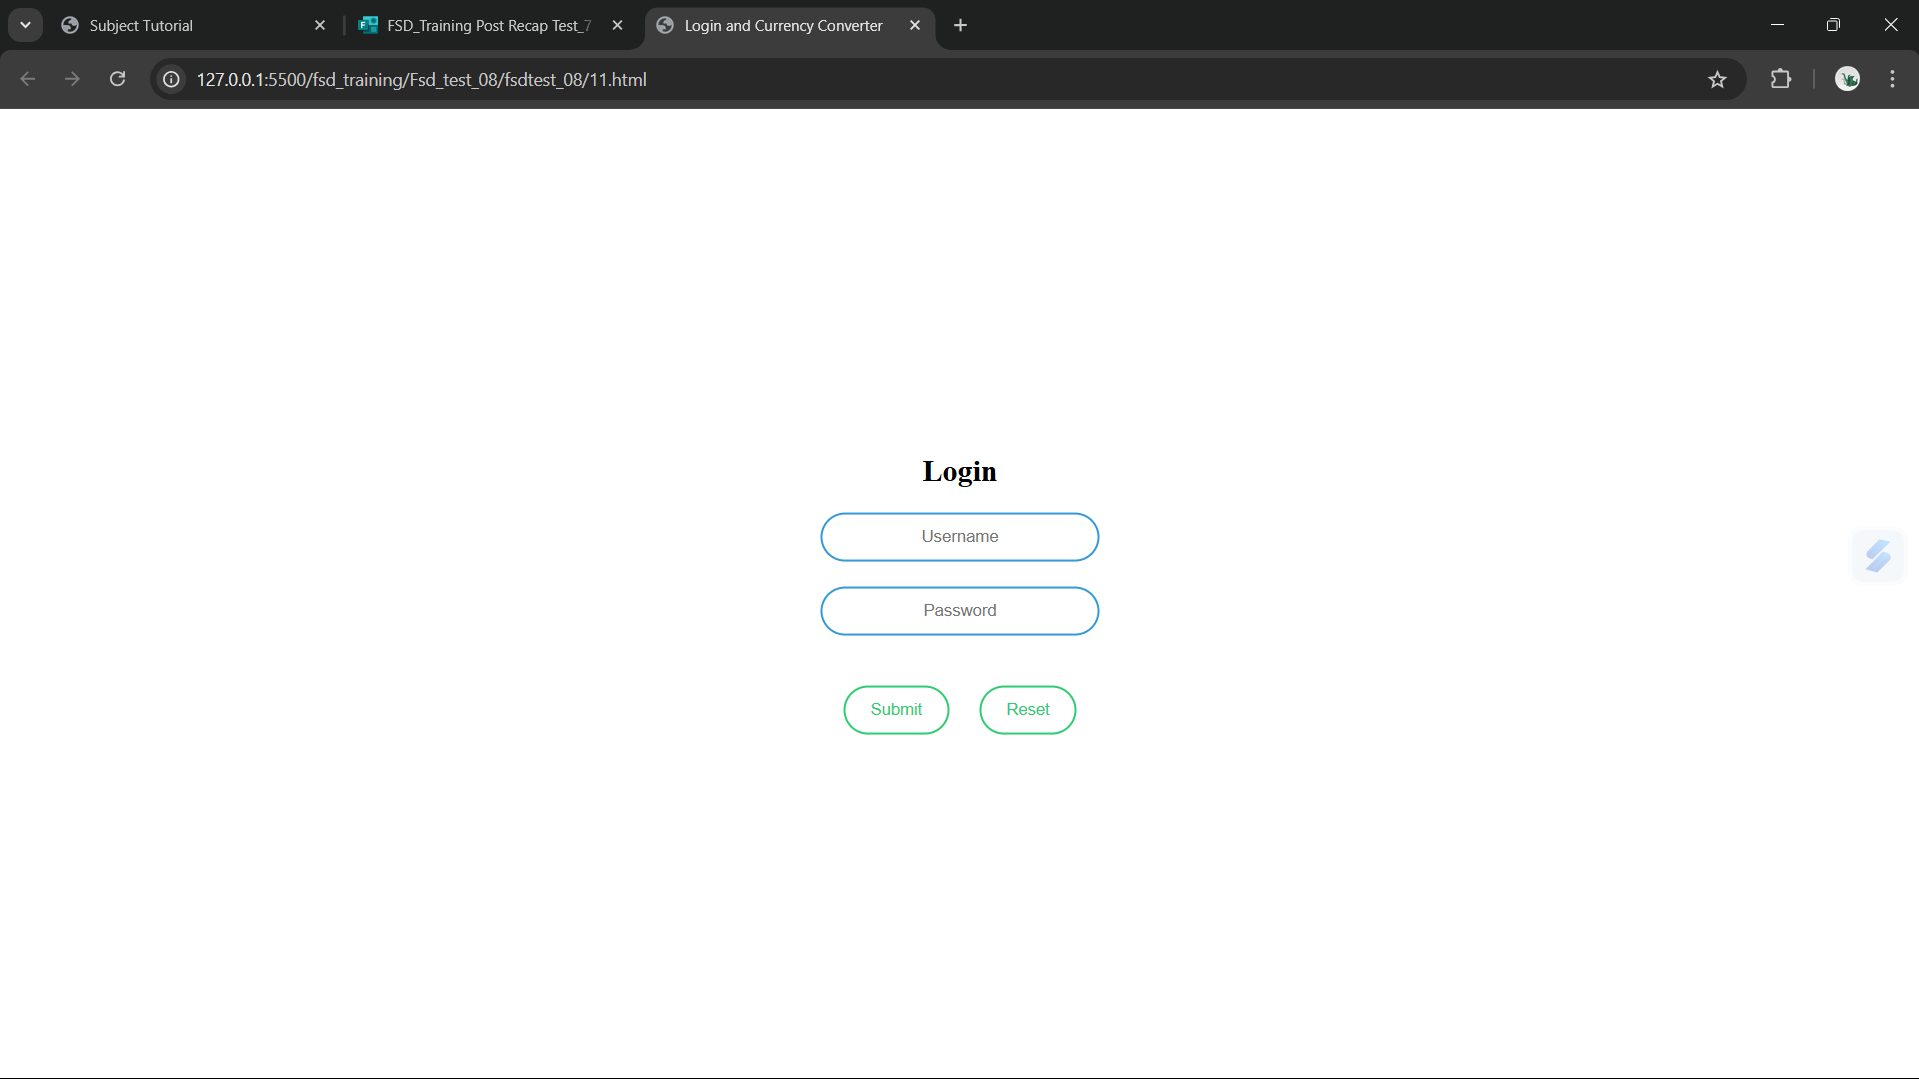 Subject Tutorial
FSD_Training Post Recap Test_7
Login and Currency Converter
127.0.0.1:5500/fsd_training/Fsd_test_08/fsdtest_08/11.html
Login
Username
Password
Submit Reset